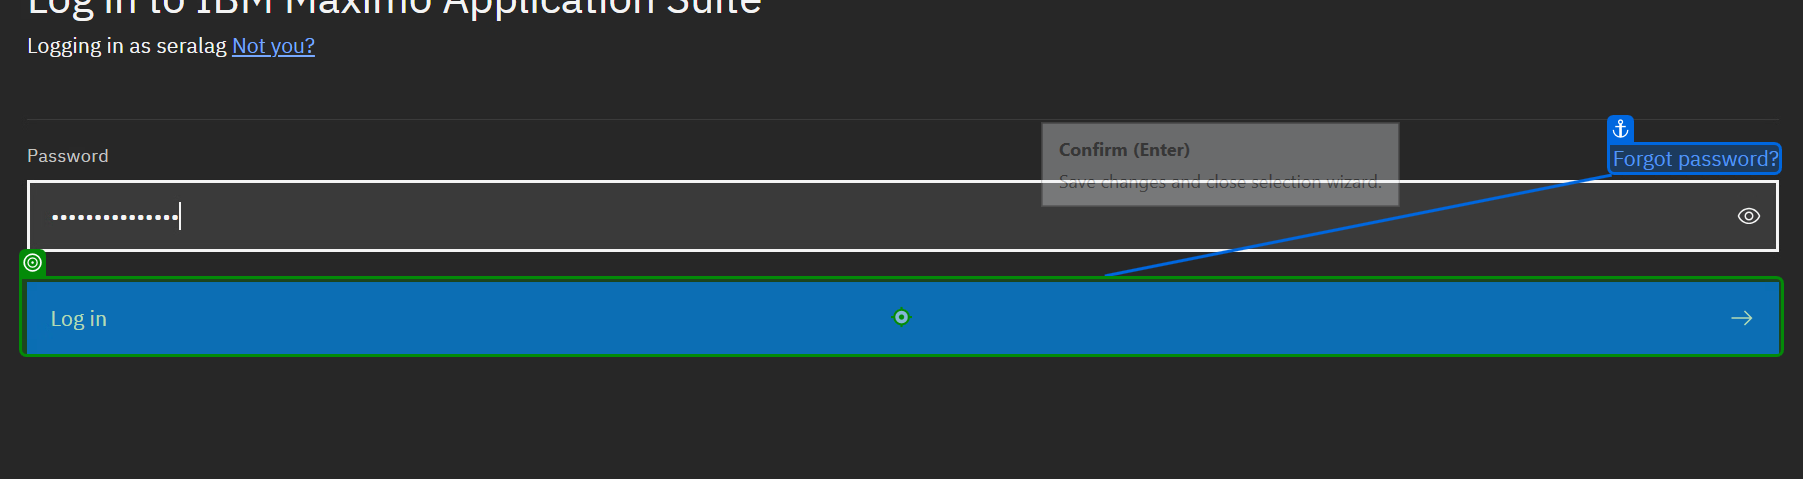 Log in to IBM Maximo Application Suite
Logging in as seralag Not you?
Confirm (Enter)
Save changes and close selection wizard.
Password
Forgot password?
•••••••••••••••
Log in